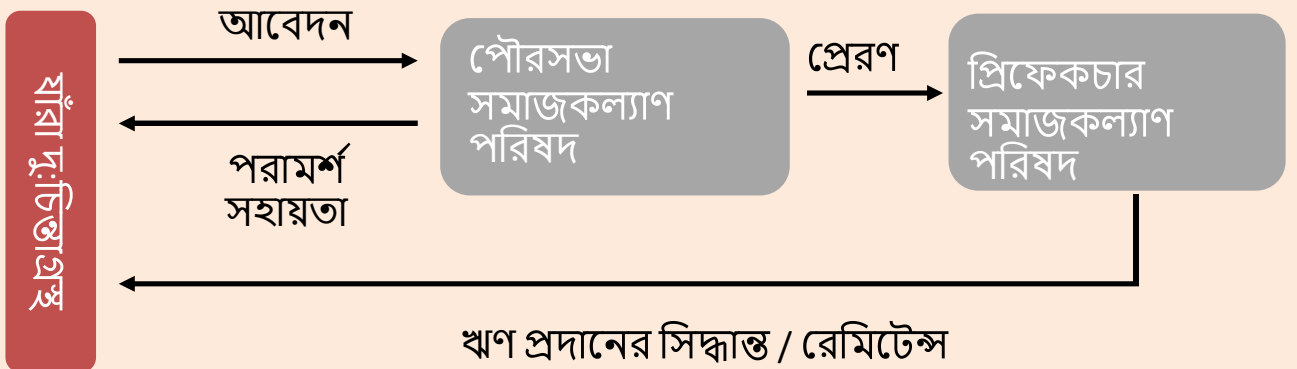 যাঁরা দুঃচিন্তাগ্রস্থ
আবেদন
পরামর্শ
সহায়তা
পৌরসভা
সমাজকল্যাণ
পরিষদ
প্রেরণ
প্রিফেকচার
সমাজকল্যাণ
পরিষদ
ঋণ প্রদানের সিদ্ধান্ত / রেমিটেন্স